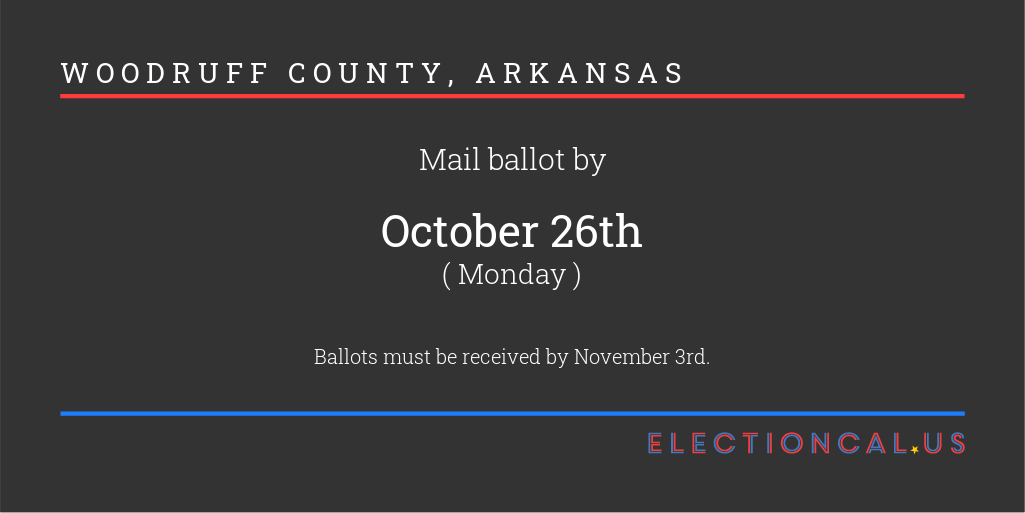 WOODRUFF COUNTY, ARKANSAS
Mail ballot by
October 26th
( Monday )
Ballots must be received by November 3rd.
ELECTIONCAL.US